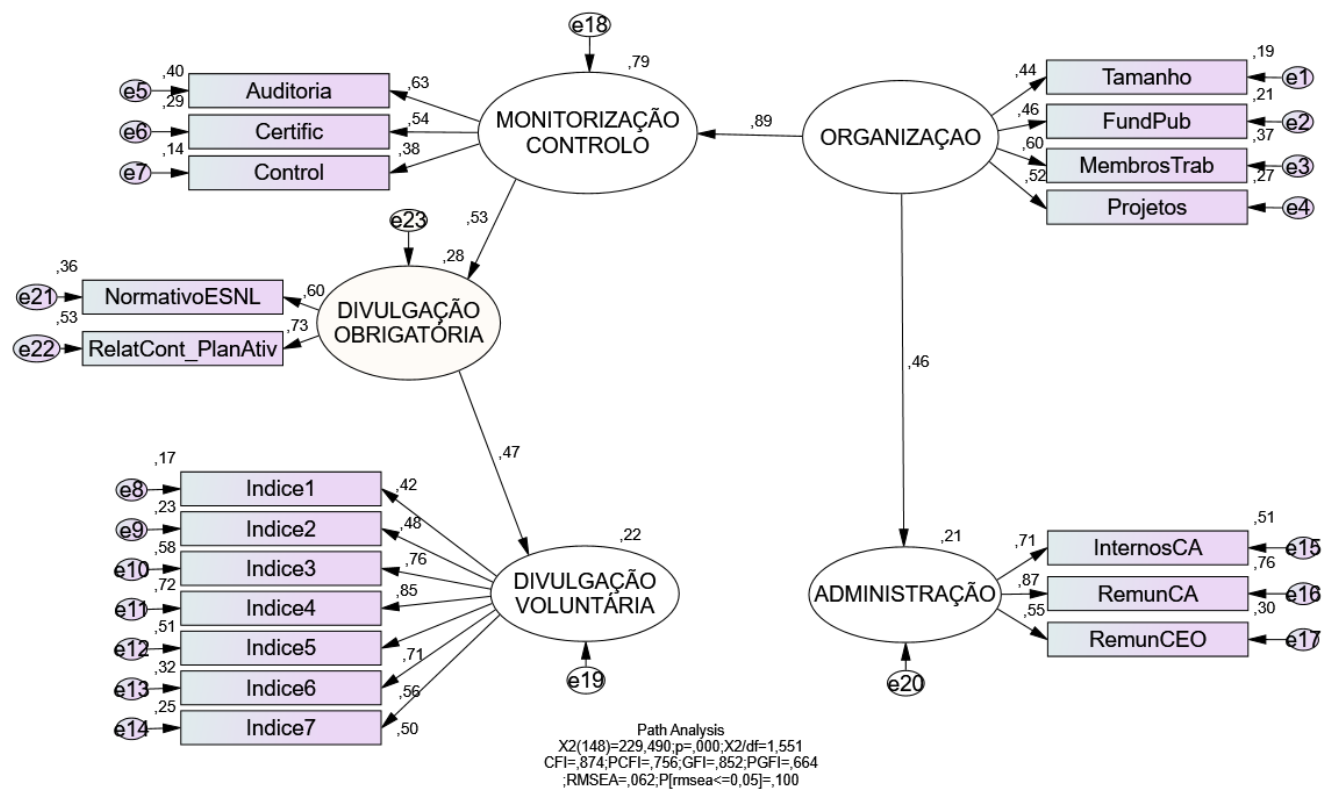 e18
,79
MONITORIZAÇÃO
CONTROLO
,40
e5
Auditoria
,63
,29
e6
Certific
,54
,14
e7
Control
,38
,89
ORGANIZAÇAO
,44
Tamanho
,19
e1
,46
FundPub
,21
e2
,60
MembrosTrab
,37
e3
,52
Projetos
,27
e4
,53
e23
,28
DIVULGAÇÃO
OBRIGATÓRIA
,36
e21
NormativoESNL
,60
,53
e22
RelatCont_PlanAtiv
,73
,46
,47
,17
e8
Indice1
,42
,23
e9
Indice2
,48
,58
e10
Indice3
,76
,72
e11
Indice4
,85
,51
e12
Indice5
,71
,32
e13
Indice6
,56
,25
e14
Indice7
,50
,22
DIVULGAÇÃO
VOLUNTÁRIA
e19
,21
ADMINISTRAÇÃO
e20
,71
InternosCA
,51
e15
,87
RemunCA
,76
e16
,55
RemunCEO
,30
e17
Path Analysis
X2(148)=229,490;p=,000;X2/df=1,551
CFI=,874;PCFI=,756;GFI=,852;PGFI=,664
;RMSEA=,062;P[rmsea<=0,05]=,100